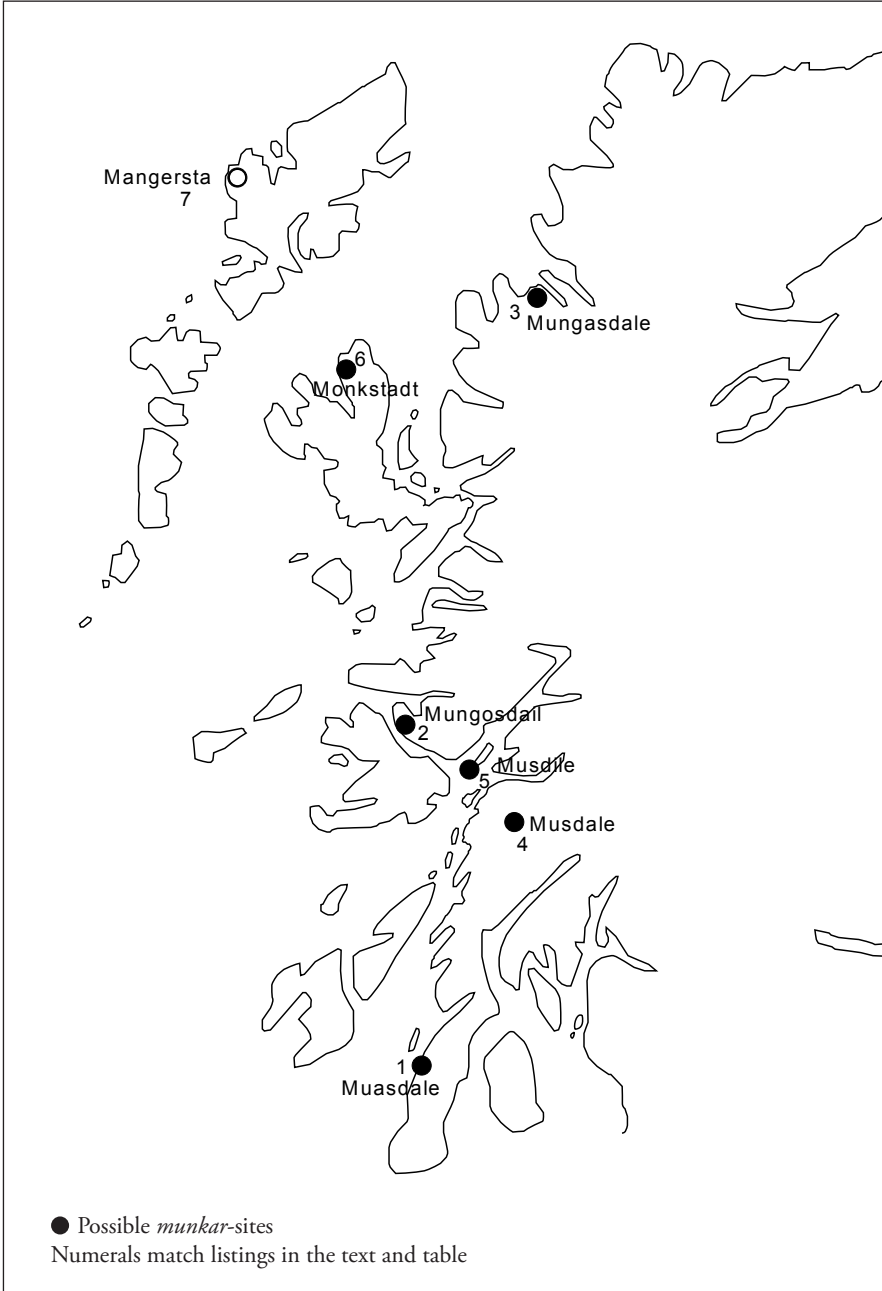 Mangersta
7
3
Mungasdale
6
Monkstadt
Mungosdail
2
Musdile
5
Musdale
4
1
Muasdale
● Possible munkar-sites
Numerals match listings in the text and table